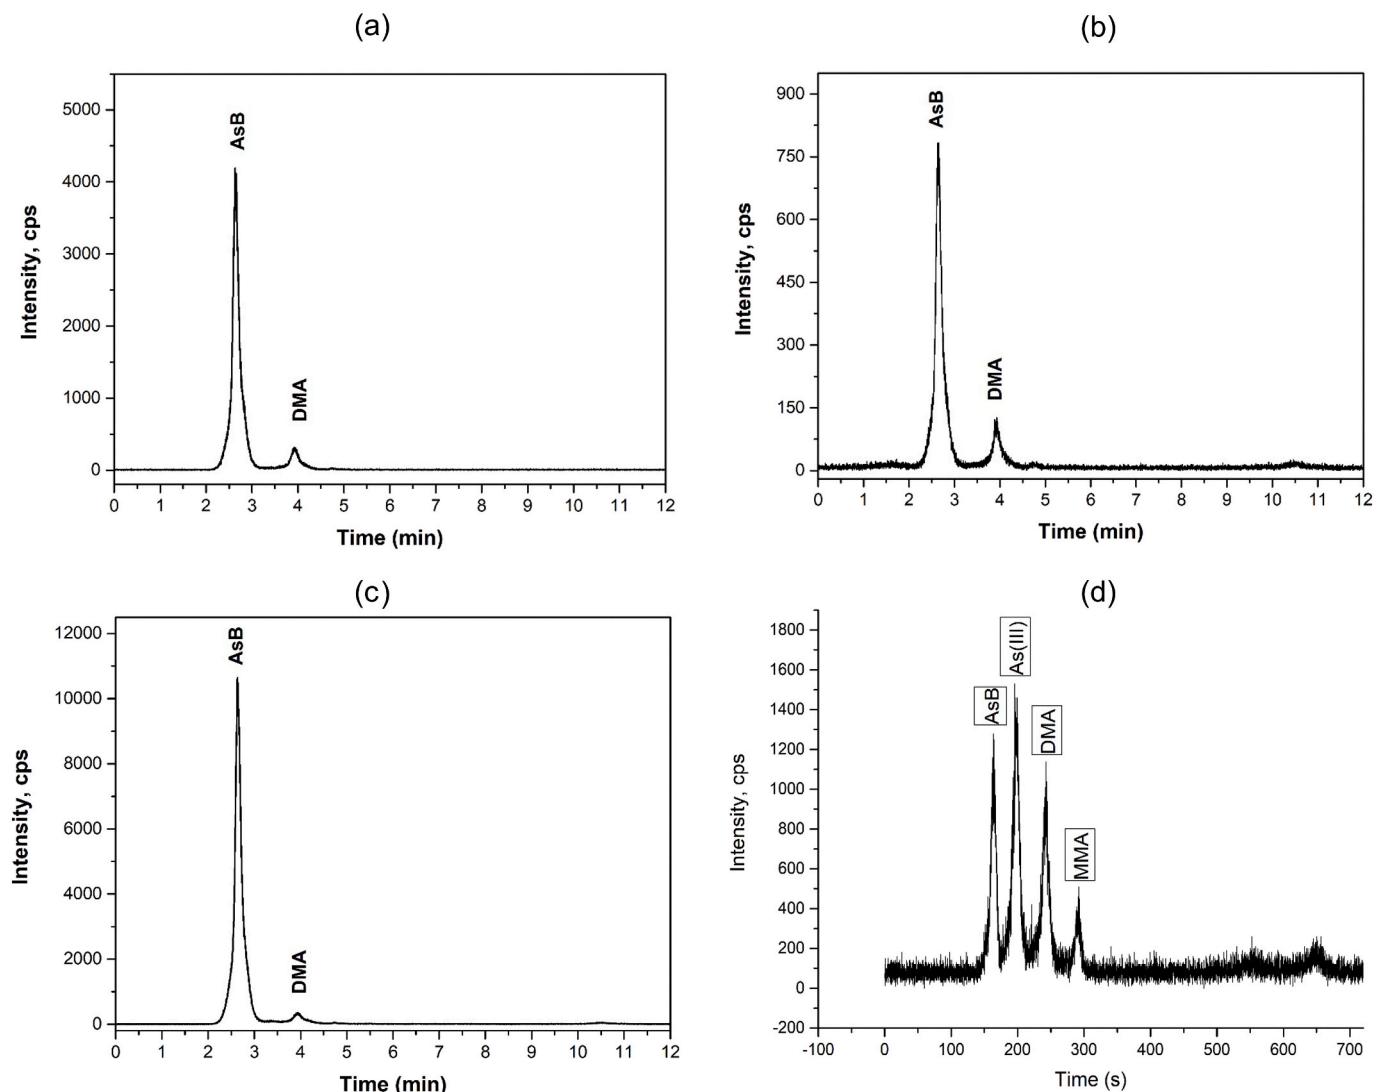 (a)
AsB
DMA
Intensity, cps
5000
4000
3000
2000
1000
0
0 1 2 3 4 5 6 7 8 9 10 11 12
Time (min)
(b)
AsB
DMA
Intensity, cps
900
750
600
450
300
150
0
0 1 2 3 4 5 6 7 8 9 10 11 12
Time (min)
(c)
AsB
DMA
Intensity, cps
12000
10000
8000
6000
4000
2000
0
0 1 2 3 4 5 6 7 8 9 10 11 12
Time (min)
(d)
AsB
As(III)
DMA
MMA
Intensity, cps
1800
1600
1400
1200
1000
800
600
400
200
0
-200
-100 0 100 200 300 400 500 600 700
Time (s)